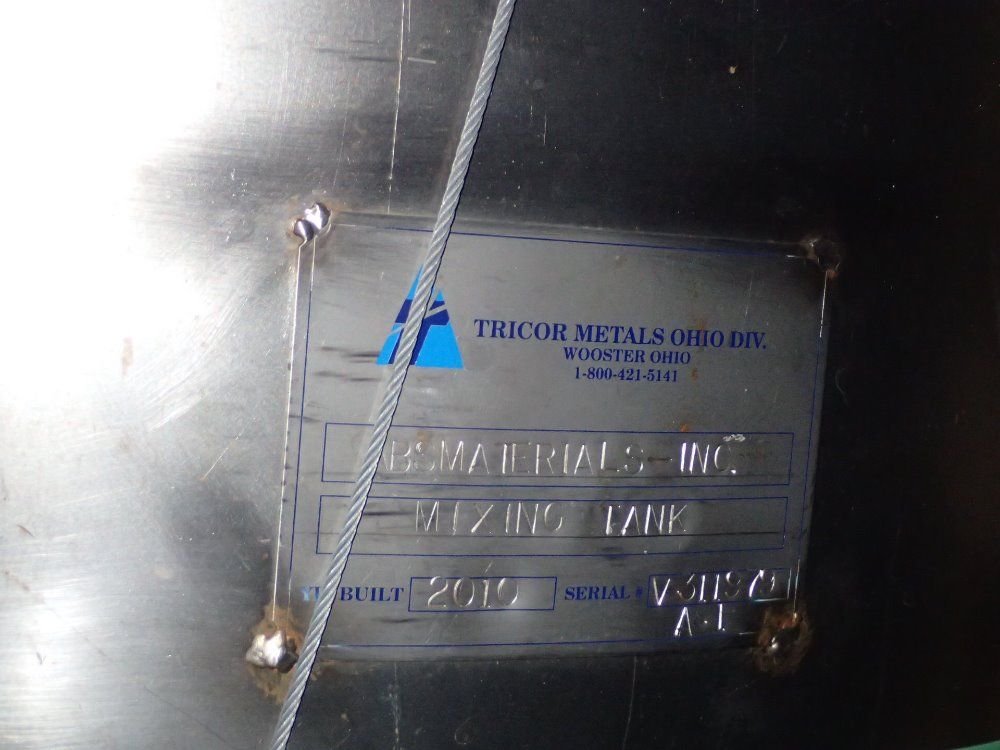 TRICOR METALS OHIO DIV.
WOOSTER OHIO
1-800-421-5141
ABSMATERIALS-INC.
MIXING TANK
BUILT 2010 SERIAL #
A-1